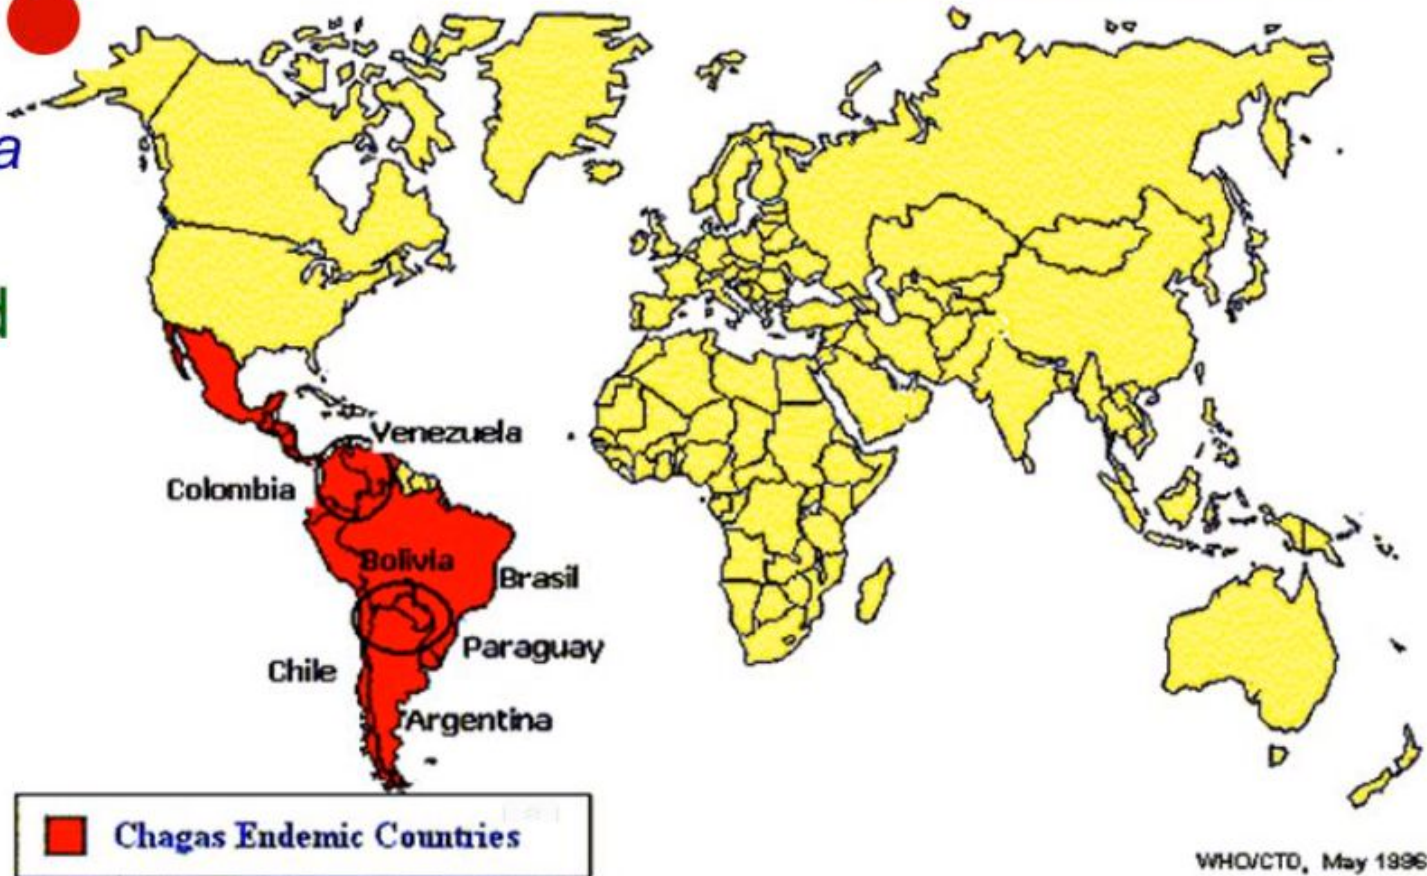 a
d
Venezuela
Colombia
Bolivia
Brasil
Paraguay
Chile
Argentina
Chagas Endemic Countries
WHO/CTD, May 1996